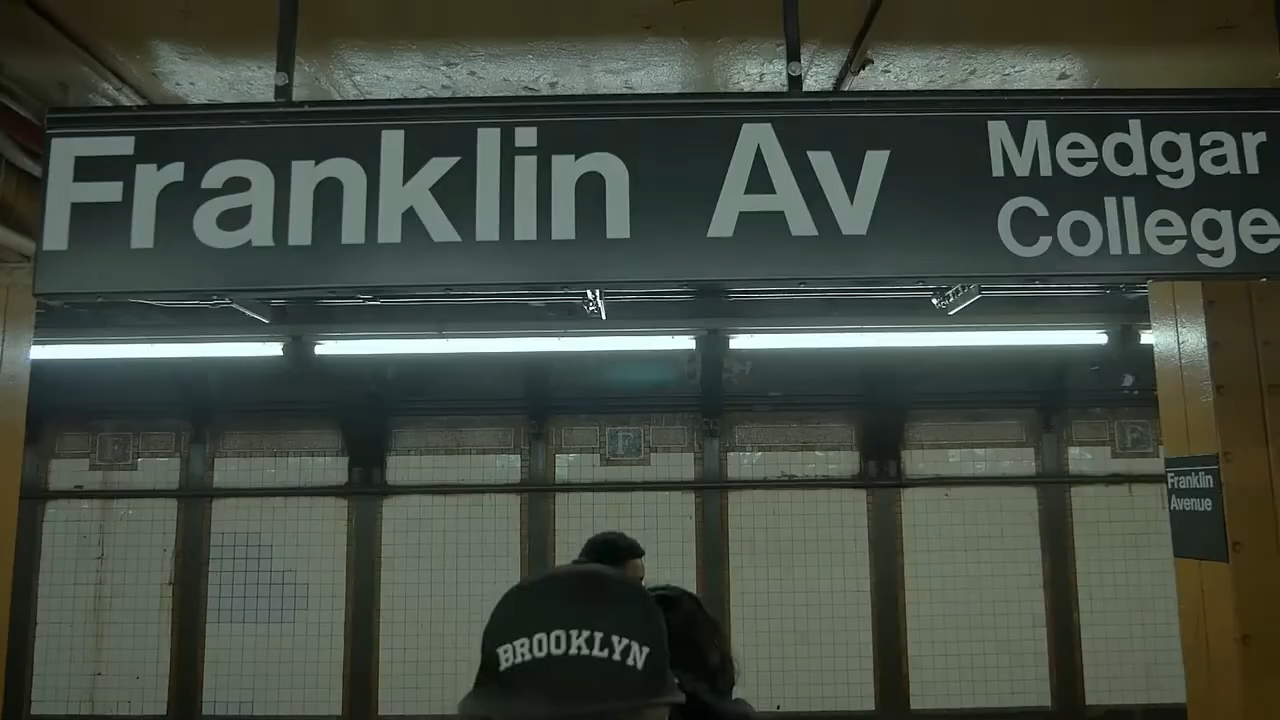 Franklin Av
Medgar
College
F
F
F
Franklin
Avenue
BROOKLYN